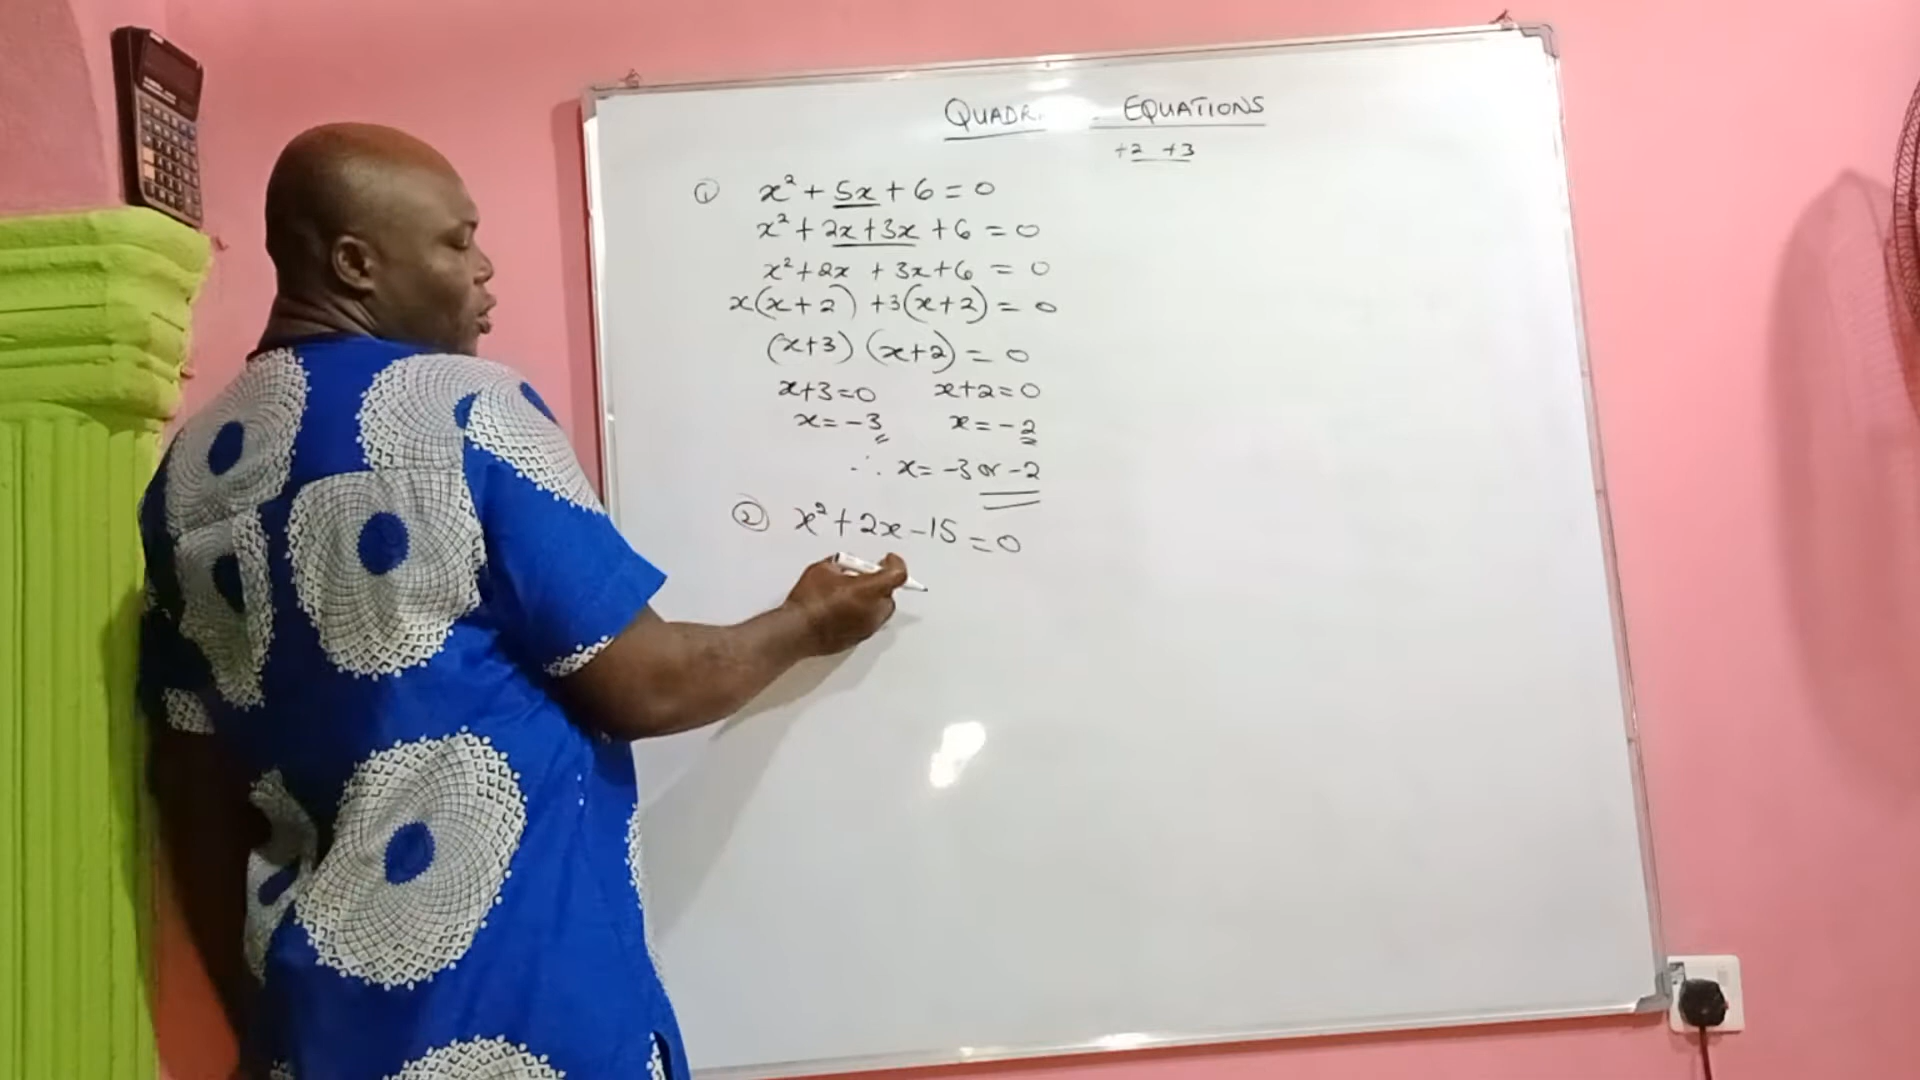 EQUATIONS
+2 +3
① x² + 5x + 6 = 0
x² + 2x + 3x + 6 = 0
x² + 2x + 3x + 6 = 0
x(x + 2) + 3(x + 2) = 0
(x + 3) (x + 2) = 0
x + 3 = 0 x + 2 = 0
x = -3 x = -2
∴ x = -3 or -2
② x² + 2x - 15 = 0